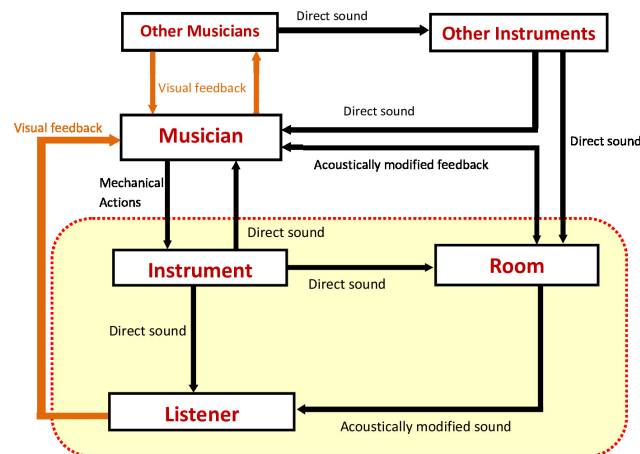 Direct sound
Other Musicians
Other Instruments
Visual feedback
Direct sound
Visual feedback
Musician
Direct sound
Acoustically modified feedback
Mechanical
Actions
Direct sound
Instrument
Room
Direct sound
Direct sound
Listener
Acoustically modified sound